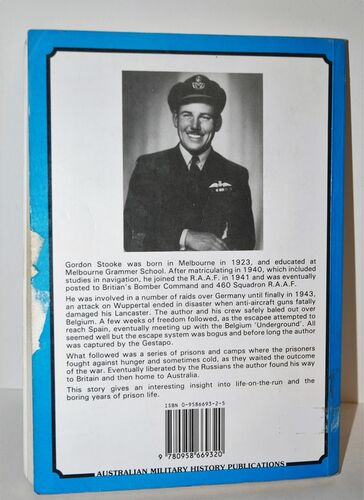 Gordon Stooke was born in Melbourne in 1923, and educated at
Melbourne Grammer School. After matriculating in 1940, which included
studies in navigation, he joined the R.A.A.F. in 1941 and was eventually
posted to Britian's Bomber Command and 460 Squadron R.A.A.F.
He was involved in a number of raids over Germany until finally in 1943,
an attack on Wuppertal ended in disaster when anti-aircraft guns fatally
damaged his Lancaster. The author and his crew safely baled out over
Belgium. A few weeks of freedom followed, as the escapee attempted to
reach Spain, eventually meeting up with the Belgium 'Underground'. All
seemed well but the escape system was bogus and before long the author
was captured by the Gestapo.
What followed was a series of prisons and camps where the prisoners
fought against hunger and sometimes cold, as they waited the outcome
of the war. Eventually liberated by the Russians the author found his way
to Britain and then home to Australia.
This story gives an interesting insight into life-on-the-run and the
boring years of prison life.
ISBN 0-9586693-2-5
9 780958 669320
AUSTRALIAN MILITARY HISTORY PUBLICATIONS